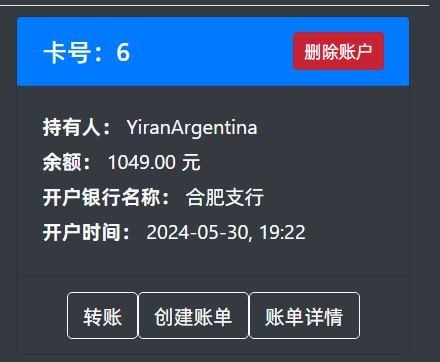 卡号：6 删除账户
持有人： YiranArgentina
余额： 1049.00 元
开户银行名称： 合肥支行
开户时间： 2024-05-30, 19:22
转账 创建账单 账单详情